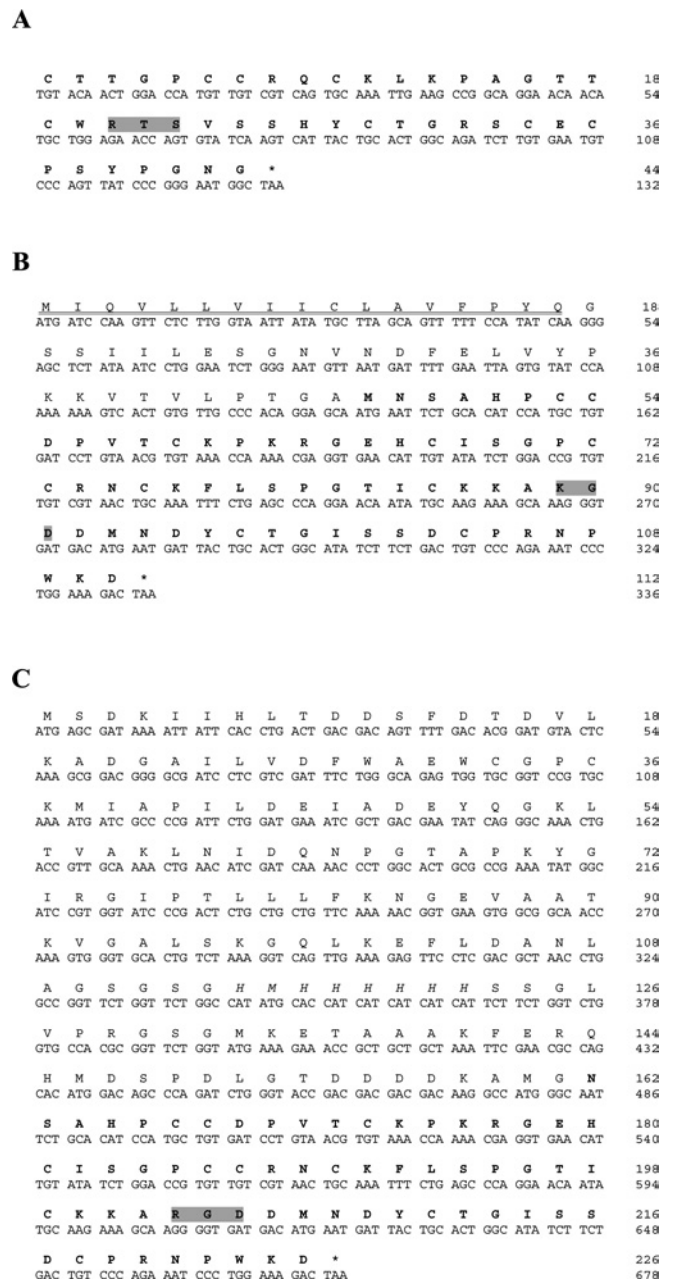 A
C T T G P C C R Q C K L K P A G T T 18
TGT ACA ACT GGA CCA TGT TGT CGT CAG TGC AAA TTG AAG CCG GCA GGA ACA ACA 54
C W R T S V S S H Y C T G R S C E C 36
TGC TGG AGA ACC AGT GTA TCA AGT CAT TAC TGC ACT GGC AGA TCT TGT GAA TGT 108
P S Y P G N G * 44
CCC AGT TAT CCC GGG AAT GGC TAA 132
B
M I Q V L L V I I C L A V F P Y Q G 18
ATG ATC CAA GTT CTC TTG GTA ATT ATA TGC TTA GCA GTT TTT CCA TAT CAA GGG 54
S S I I L E S G N V N D F E L V Y P 36
AGC TCT ATA ATC CTG GAA TCT GGG AAT GTT AAT GAT TTT GAA TTA GTG TAT CCA 108
K K V T V L P T G A M N S A H P C C 54
AAA AAA GTC ACT GTG TTG CCC ACA GGA GCA ATG AAT TCT GCA CAT CCA TGC TGT 162
D P V T C K P K R G E H C I S G P C 72
GAT CCT GTA ACG TGT AAA CCA AAA CGA GGT GAA CAT TGT ATA TCT GGA CCG TGT 216
C R N C K F L S P G T I C K K A K G 90
TGT CGT AAC TGC AAA TTT CTG AGC CCA GGA ACA ATA TGC AAG AAA GCA AAG GGT 270
D D M N D Y C T G I S S D C P R N P 108
GAT GAC ATG AAT GAT TAC TGC ACT GGC ATA TCT TCT GAC TGT CCC AGA AAT CCC 324
W K D * 112
TGG AAA GAC TAA 336
C
M S D K I I H L T D D S F D T D V L 18
ATG AGC GAT AAA ATT ATT CAC CTG ACT GAC GAC AGT TTT GAC ACG GAT GTA CTC 54
K A D G A I L V D F W A E W C G P C 36
AAA GCG GAC GGG GCG ATC CTC GTC GAT TTC TGG GCA GAG TGG TGC GGT CCG TGC 108
K M I A P I L D E I A D E Y Q G K L 54
AAA ATG ATC GCC CCG ATT CTG GAT GAA ATC GCT GAC GAA TAT CAG GGC AAA CTG 162
T V A K L N I D Q N P G T A P K Y G 72
ACC GTT GCA AAA CTG AAC ATC GAT CAA AAC CCT GGC ACT GCG CCG AAA TAT GGC 216
I R G I P T L L L F K N G E V A A T 90
ATC CGT GGT ATC CCG ACT CTG CTG CTG TTC AAA AAC GGT GAA GTG GCG GCA ACC 270
K V G A L S K G Q L K E F L D A N L 108
AAA GTG GGT GCA CTG TCT AAA GGT CAG TTG AAA GAG TTC CTC GAC GCT AAC CTG 324
A G S G S G H M H H H H H H S S G L 126
GCC GGT TCT GGT TCT GGC CAT ATG CAC CAT CAT CAT CAT CAT TCT TCT GGT CTG 378
V P R G S G M K E T A A A K F E R Q 144
GTG CCA CGC GGT TCT GGT ATG AAA GAA ACC GCT GCT GCT AAA TTC GAA CGC CAG 432
H M D S P D L G T D D D D K A M G N 162
CAC ATG GAC AGC CCA GAT CTG GGT ACC GAC GAC GAC GAC AAG GCC ATG GGC AAT 486
S A H P C C D P V T C K P K R G E H 180
TCT GCA CAT CCA TGC TGT GAT CCT GTA ACG TGT AAA CCA AAA CGA GGT GAA CAT 540
C I S G P C C R N C K F L S P G T I 198
TGT ATA TCT GGA CCG TGT TGT CGT AAC TGC AAA TTT CTG AGC CCA GGA ACA ATA 594
C K K A R G D D M N D Y C T G I S S 216
TGC AAG AAA GCA AGG GGT GAT GAC ATG AAT GAT TAC TGC ACT GGC ATA TCT TCT 648
D C P R N P W K D * 226
GAC TGT CCC AGA AAT CCC TGG AAA GAC TAA 678